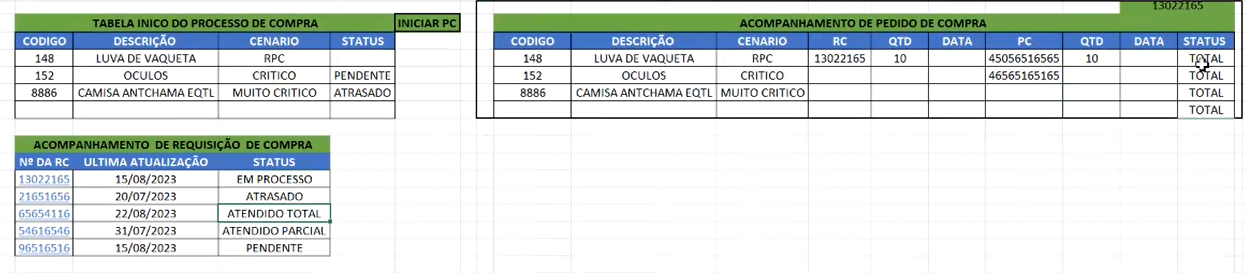 13022165
TABELA INICO DO PROCESSO DE COMPRA INICIAR PC
CODIGO DESCRIÇÃO CENARIO STATUS
148 LUVA DE VAQUETA RPC
152 OCULOS CRITICO PENDENTE
8886 CAMISA ANTCHAMA EQTL MUITO CRITICO ATRASADO
ACOMPANHAMENTO DE PEDIDO DE COMPRA
CODIGO DESCRIÇÃO CENARIO RC QTD DATA PC QTD DATA STATUS
148 LUVA DE VAQUETA RPC 13022165 10 45056516565 10 TOTAL
152 OCULOS CRITICO 46565165165 TOTAL
8886 CAMISA ANTCHAMA EQTL MUITO CRITICO TOTAL
TOTAL
ACOMPANHAMENTO DE REQUISIÇÃO DE COMPRA
Nº DA RC ULTIMA ATUALIZAÇÃO STATUS
13022165 15/08/2023 EM PROCESSO
21651656 20/07/2023 ATRASADO
65654116 22/08/2023 ATENDIDO TOTAL
54616546 31/07/2023 ATENDIDO PARCIAL
96516516 15/08/2023 PENDENTE